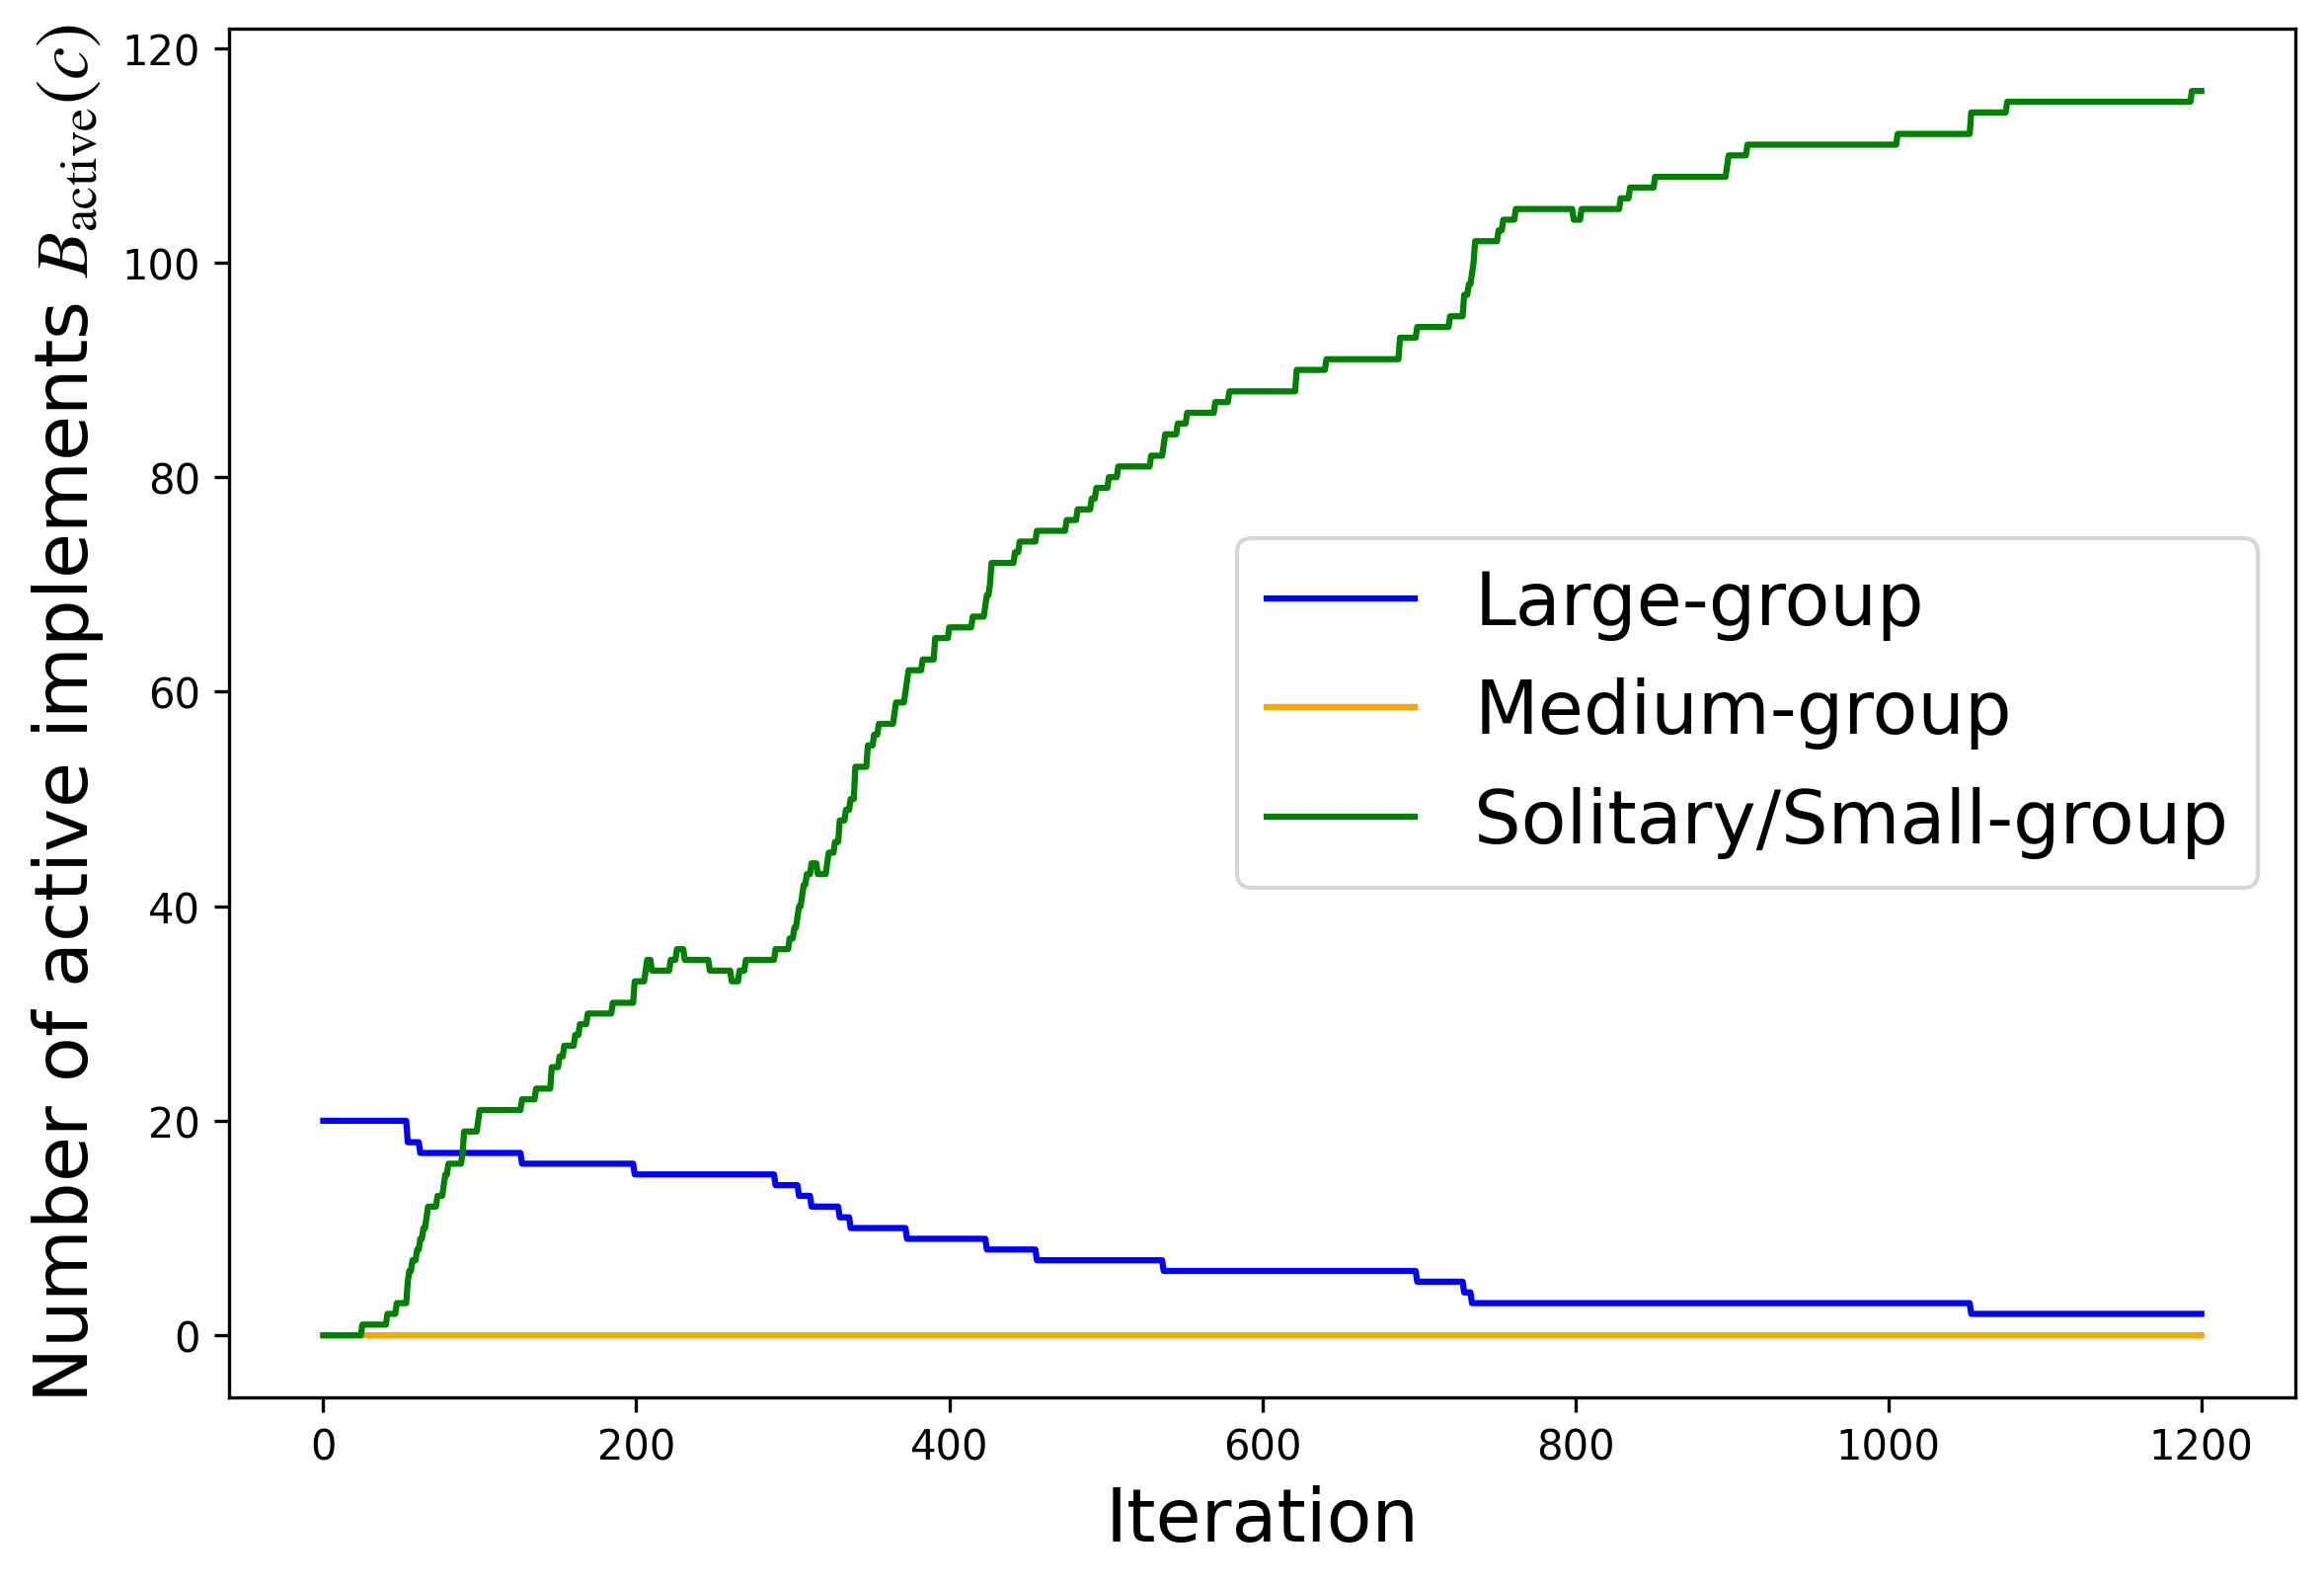 Number of active implements B_active(c)
120
100
80
60
40
20
0
Large-group
Medium-group
Solitary/Small-group
0 200 400 600 800 1000 1200
Iteration